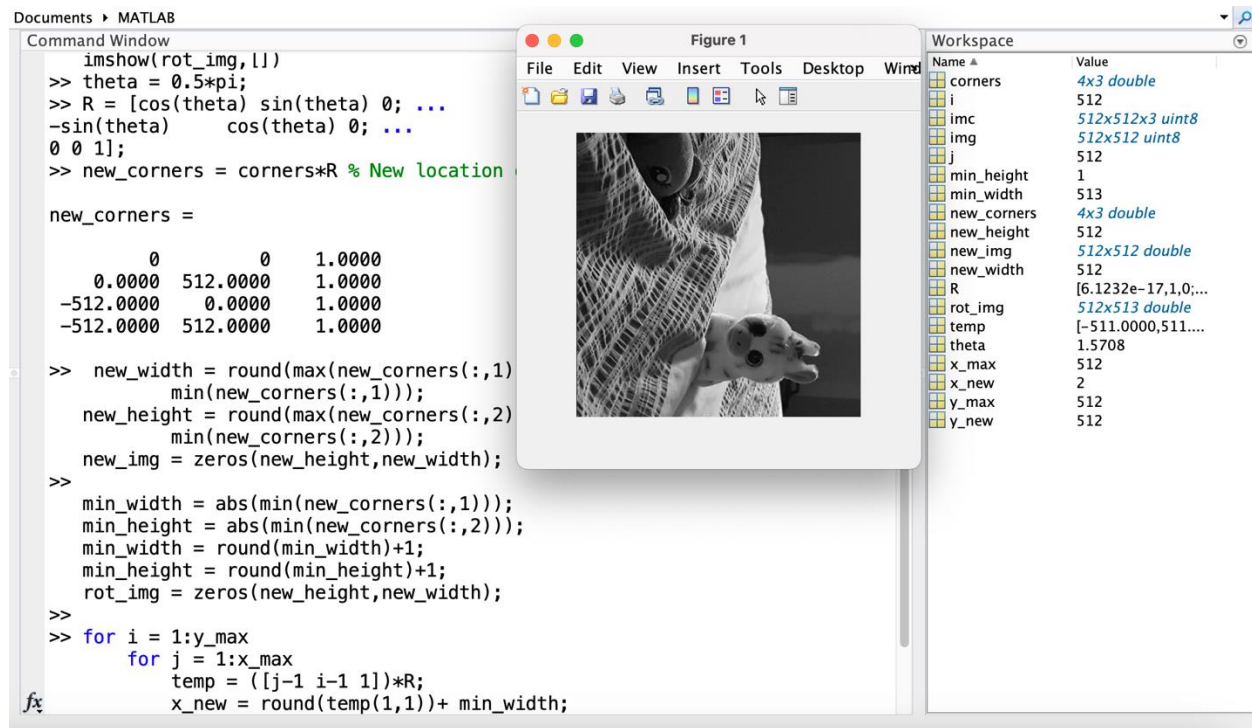 Documents ▸ MATLAB
Command Window
imshow(rot_img,[])
>> theta = 0.5*pi;
>> R = [cos(theta) sin(theta) 0; ...
-sin(theta)     cos(theta) 0; ...
0 0 1];
>> new_corners = corners*R % New location
new_corners =
0 0 1.0000
0.0000 512.0000 1.0000
-512.0000 0.0000 1.0000
-512.0000 512.0000 1.0000
>>  new_width = round(max(new_corners(:,1)
min(new_corners(:,1)));
new_height = round(max(new_corners(:,2)
min(new_corners(:,2)));
new_img = zeros(new_height,new_width);
>>
min_width = abs(min(new_corners(:,1)));
min_height = abs(min(new_corners(:,2)));
min_width = round(min_width)+1;
min_height = round(min_height)+1;
rot_img = zeros(new_height,new_width);
>>
>> for i = 1:y_max
for j = 1:x_max
temp = ([j-1 i-1 1])*R;
fx x_new = round(temp(1,1))+ min_width;
Figure 1
File Edit View Insert Tools Desktop Wind
Workspace
Name Value
corners 4x3 double
i 512
imc 512x512x3 uint8
img 512x512 uint8
j 512
min_height 1
min_width 513
new_corners 4x3 double
new_height 512
new_img 512x512 double
new_width 512
R [6.1232e-17,1,0;...
rot_img 512x513 double
temp [-511.0000,511....
theta 1.5708
x_max 512
x_new 2
y_max 512
y_new 512